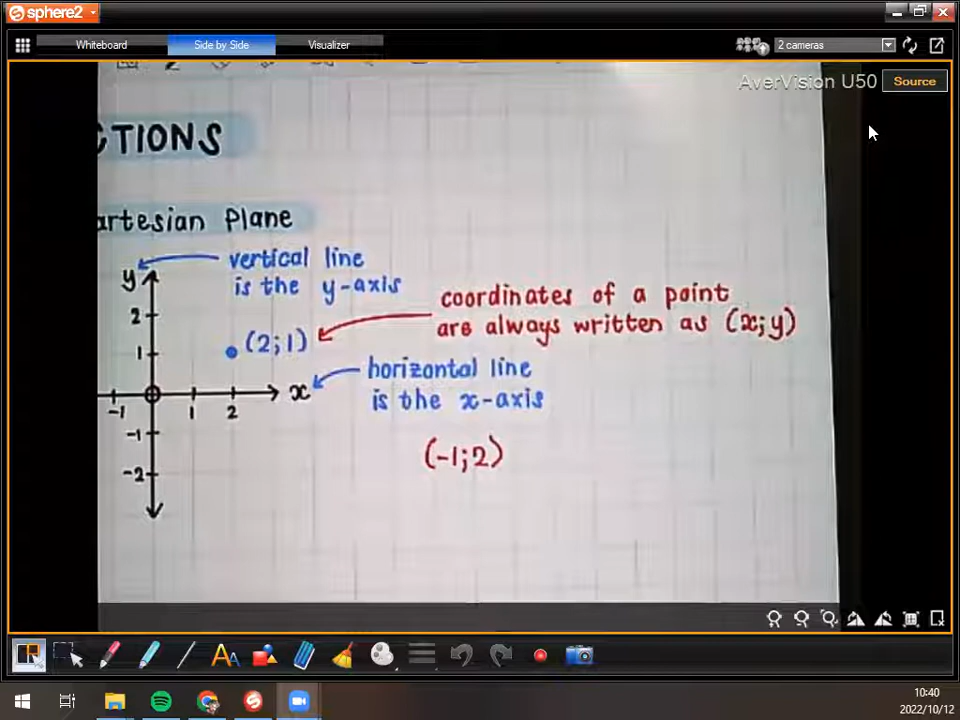 sphere2
Whiteboard
Side by Side
Visualizer
2 cameras
AverVision U50
Source
CTIONS
artesian Plane
vertical line
is the y-axis
y
coordinates of a point
are always written as (x;y)
2
(2;1)
1
horizontal line
is the x-axis
x
-1
1
2
-1
(-1;2)
-2
10:40
2022/10/12